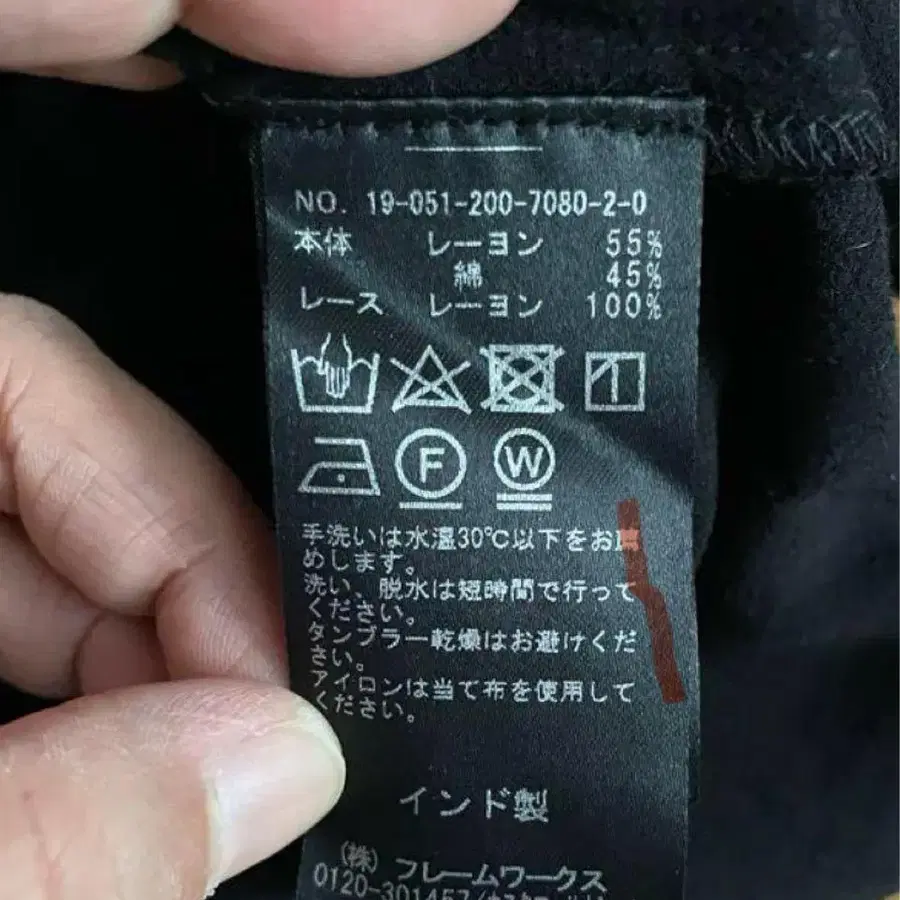 NO. 19-051-200-7080-2-0
本体 レーヨン 55%
綿 45%
レース レーヨン 100%
F W
手洗いは水温30℃以下をお
めします。
洗い、脱水は短時間で行って
ください。
タンブラー乾燥はお避けくだ
さい。
アイロンは当て布を使用して
ください。
インド製
(株) フレームワークス
0120-301457